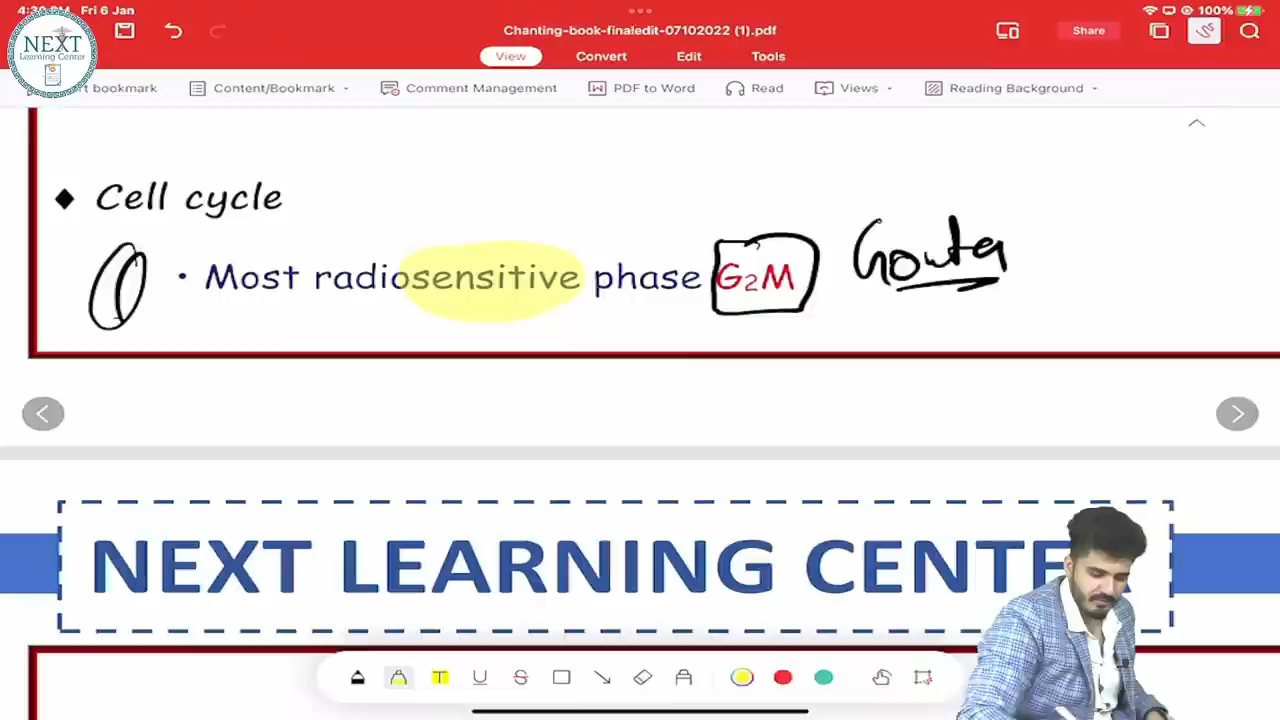 4:30 PM Fri 6 Jan
100%
NEXT
Learning Center
Chanting-book-finaledit-07102022 (1).pdf
Share
View
Convert
Edit
Tools
bookmark
Content/Bookmark
Comment Management
PDF to Word
Read
Views
Reading Background
Cell cycle
• Most radiosensitive phase G₂M
NEXT LEARNING CENTE